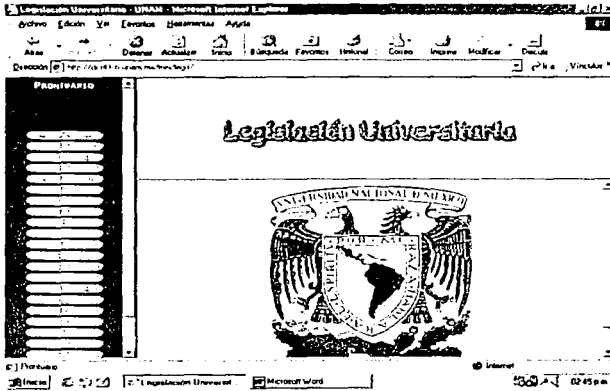 Legislación Universitaria - UNAM - Microsoft Internet Explorer
Archivo Edición Ver Favoritos Herramientas Ayuda
Atrás Detener Actualizar Inicio Búsqueda Favoritos Historial Correo Imprimir Modificar Discutir
Dirección Ir a Vínculos
PRONTUARIO
Legislación Universitaria
UNIVERSIDAD NACIONAL D MEXICO
Prontuario Internet
Inicio Legislación Universit... Microsoft Word 02:45 p.m.